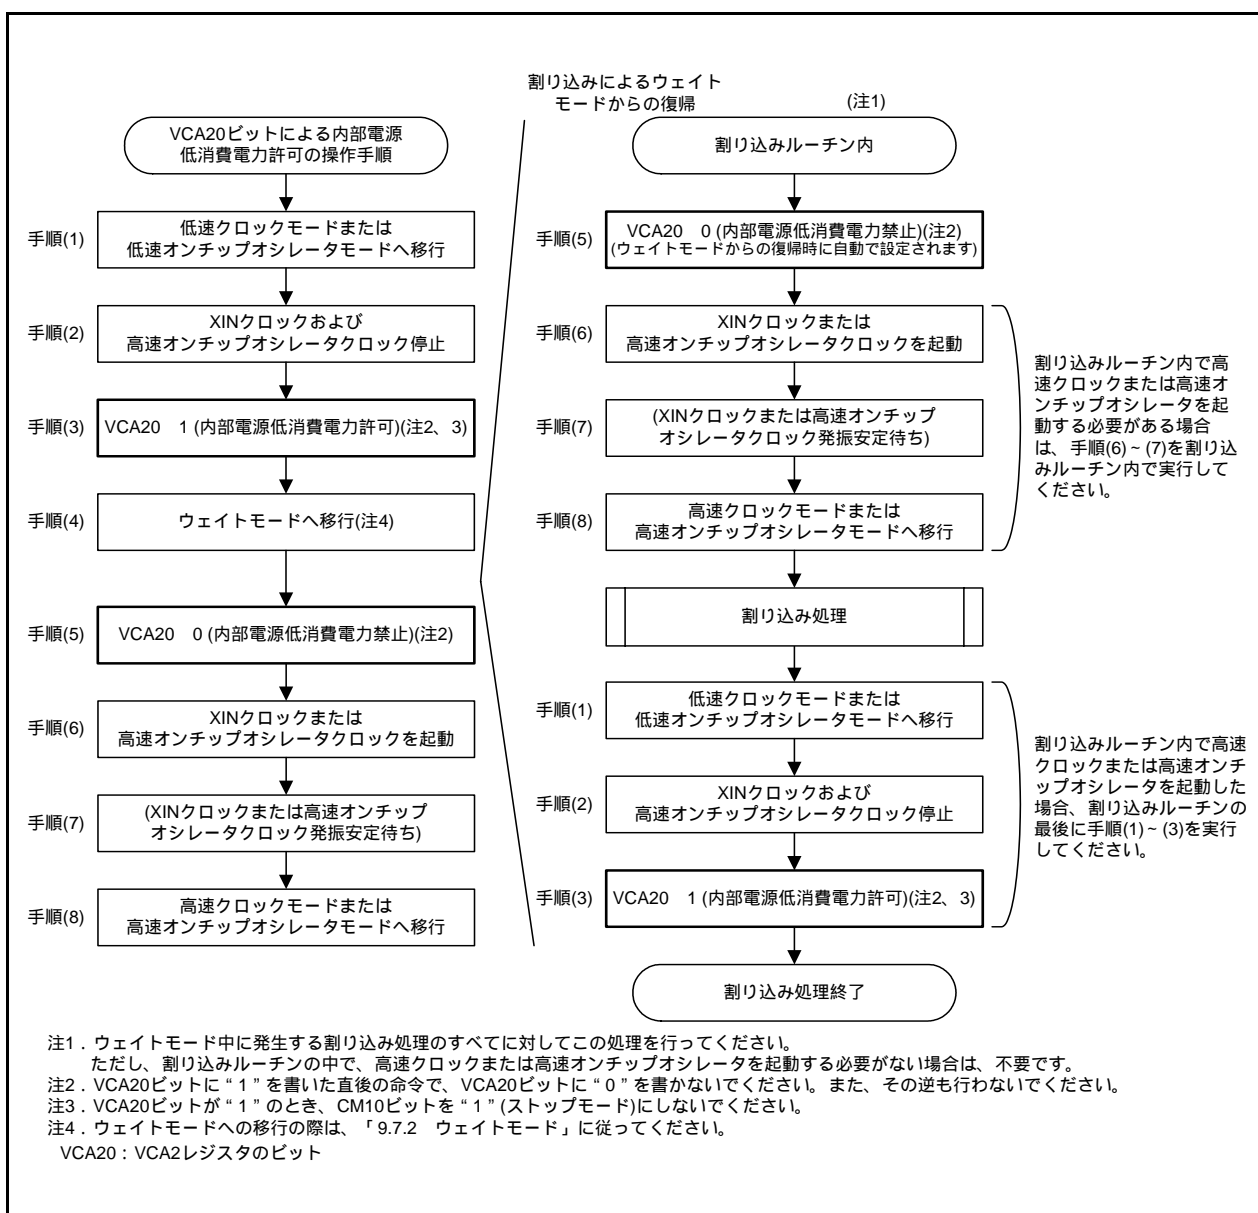 VCA20ビットによる内部電源
低消費電力許可の操作手順
手順(1)
低速クロックモードまたは
低速オンチップオシレータモードへ移行
手順(2)
XINクロックおよび
高速オンチップオシレータクロック停止
手順(3)
VCA20 1 (内部電源低消費電力許可)(注2、3)
手順(4)
ウェイトモードへ移行(注4)
手順(5)
VCA20 0 (内部電源低消費電力禁止)(注2)
手順(6)
XINクロックまたは
高速オンチップオシレータクロックを起動
手順(7)
(XINクロックまたは高速オンチップ
オシレータクロック発振安定待ち)
手順(8)
高速クロックモードまたは
高速オンチップオシレータモードへ移行
割り込みによるウェイト
モードからの復帰
(注1)
割り込みルーチン内
手順(5)
VCA20 0 (内部電源低消費電力禁止)(注2)
(ウェイトモードからの復帰時に自動で設定されます)
手順(6)
XINクロックまたは
高速オンチップオシレータクロックを起動
手順(7)
(XINクロックまたは高速オンチップ
オシレータクロック発振安定待ち)
手順(8)
高速クロックモードまたは
高速オンチップオシレータモードへ移行
割り込みルーチン内で高
速クロックまたは高速オ
ンチップオシレータを起
動する必要がある場合
は、手順(6)~(7)を割り込
みルーチン内で実行して
ください。
割り込み処理
手順(1)
低速クロックモードまたは
低速オンチップオシレータモードへ移行
手順(2)
XINクロックおよび
高速オンチップオシレータクロック停止
手順(3)
VCA20 1 (内部電源低消費電力許可)(注2、3)
割り込みルーチン内で高速
クロックまたは高速オンチ
ップオシレータを起動した
場合、割り込みルーチンの
最後に手順(1)~(3)を実行
してください。
割り込み処理終了
注1．ウェイトモード中に発生する割り込み処理のすべてに対してこの処理を行ってください。
ただし、割り込みルーチンの中で、高速クロックまたは高速オンチップオシレータを起動する必要がない場合は、不要です。
注2．VCA20ビットに“1”を書いた直後の命令で、VCA20ビットに“0”を書かないでください。また、その逆も行わないでください。
注3．VCA20ビットが“1”のとき、CM10ビットを“1”(ストップモード)にしないでください。
注4．ウェイトモードへの移行の際は、「9.7.2 ウェイトモード」に従ってください。
VCA20：VCA2レジスタのビット